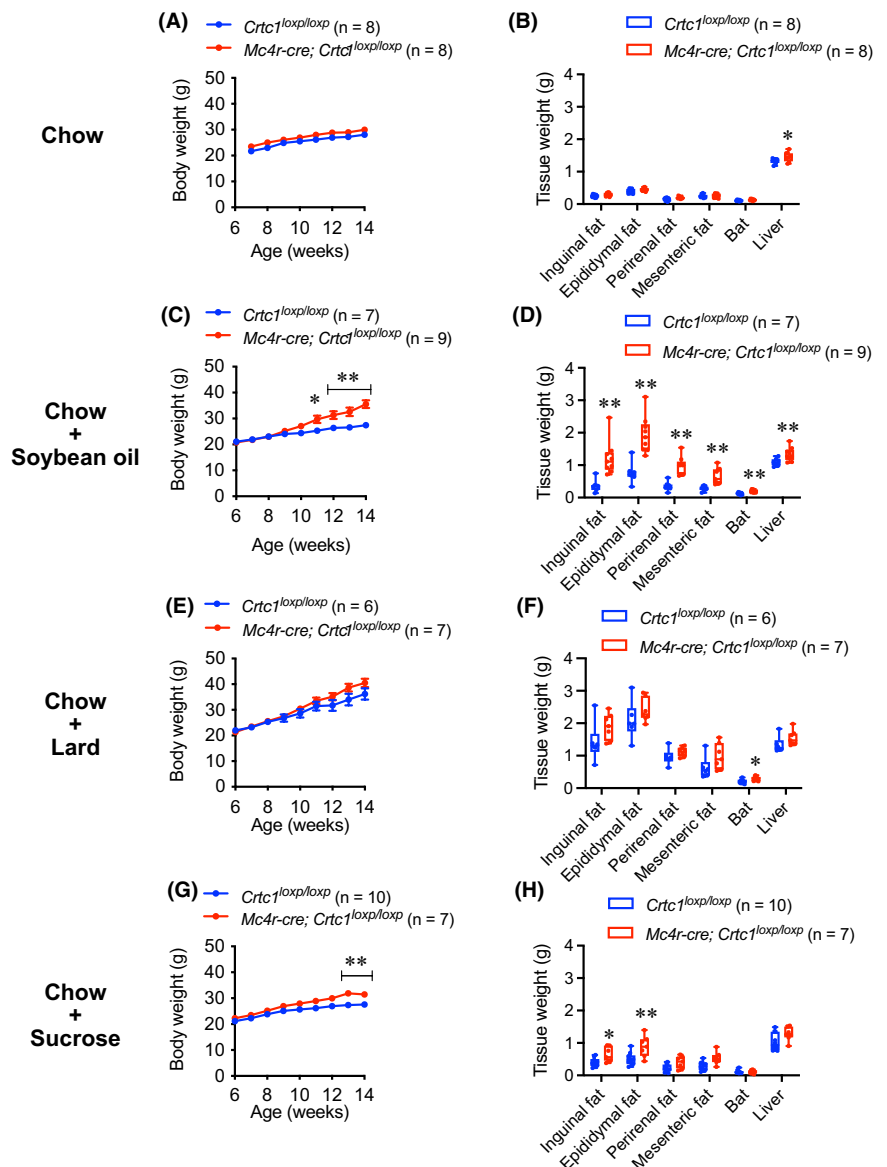 (A)
Crtc1loxp/loxp (n = 8)
Mc4r-cre; Crtc1loxp/loxp (n = 8)
Chow
Body weight (g)
50
40
30
20
10
0
6 8 10 12 14
Age (weeks)
(B)
Crtc1loxp/loxp (n = 8)
Mc4r-cre; Crtc1loxp/loxp (n = 8)
Tissue weight (g)
4
3
2
1
0
*
Inguinal fat
Epididymal fat
Perirenal fat
Mesenteric fat
Bat
Liver
(C)
Crtc1loxp/loxp (n = 7)
Mc4r-cre; Crtc1loxp/loxp (n = 9)
Chow
+
Soybean oil
Body weight (g)
50
40
30
20
10
0
* **
6 8 10 12 14
Age (weeks)
(D)
Crtc1loxp/loxp (n = 7)
Mc4r-cre; Crtc1loxp/loxp (n = 9)
Tissue weight (g)
4
3
2
1
0
** ** ** ** ** **
Inguinal fat
Epididymal fat
Perirenal fat
Mesenteric fat
Bat
Liver
(E)
Crtc1loxp/loxp (n = 6)
Mc4r-cre; Crtc1loxp/loxp (n = 7)
Chow
+
Lard
Body weight (g)
50
40
30
20
10
0
6 8 10 12 14
Age (weeks)
(F)
Crtc1loxp/loxp (n = 6)
Mc4r-cre; Crtc1loxp/loxp (n = 7)
Tissue weight (g)
4
3
2
1
0
*
Inguinal fat
Epididymal fat
Perirenal fat
Mesenteric fat
Bat
Liver
(G)
Crtc1loxp/loxp (n = 10)
Mc4r-cre; Crtc1loxp/loxp (n = 7)
Chow
+
Sucrose
Body weight (g)
50
40
30
20
10
0
**
6 8 10 12 14
Age (weeks)
(H)
Crtc1loxp/loxp (n = 10)
Mc4r-cre; Crtc1loxp/loxp (n = 7)
Tissue weight (g)
4
3
2
1
0
* **
Inguinal fat
Epididymal fat
Perirenal fat
Mesenteric fat
Bat
Liver